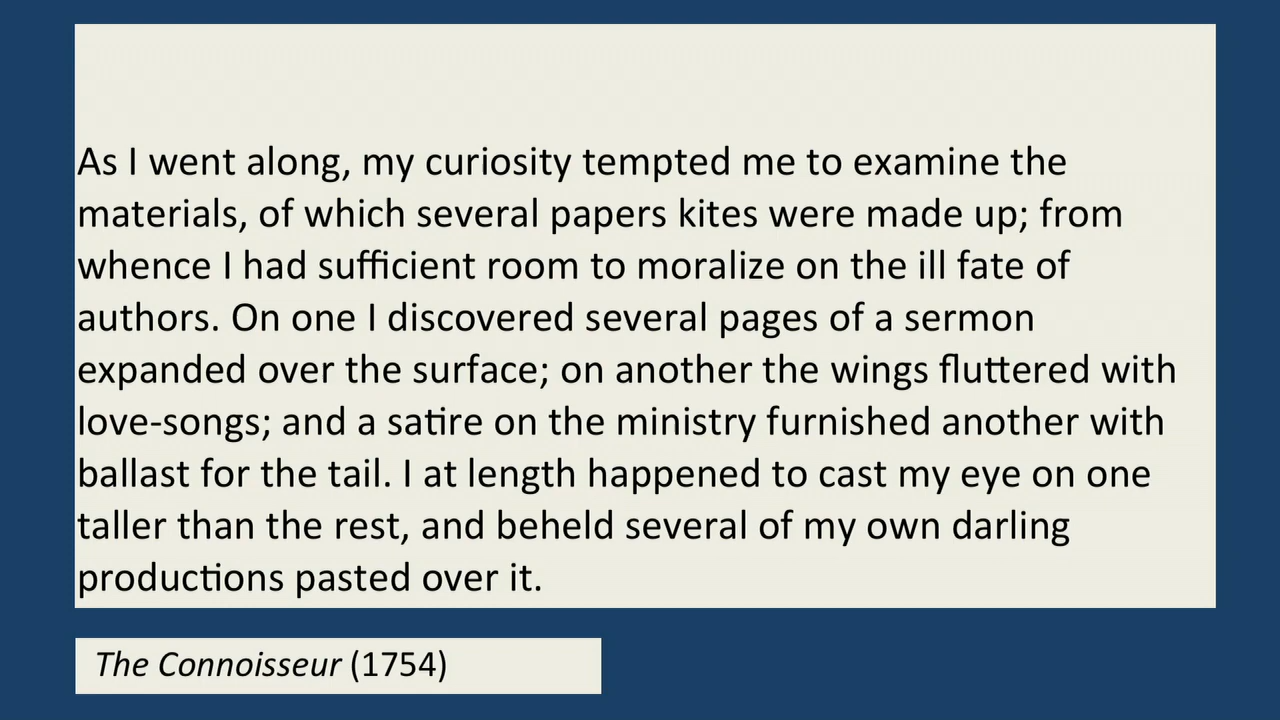 As I went along, my curiosity tempted me to examine the
materials, of which several papers kites were made up; from
whence I had sufficient room to moralize on the ill fate of
authors. On one I discovered several pages of a sermon
expanded over the surface; on another the wings fluttered with
love-songs; and a satire on the ministry furnished another with
ballast for the tail. I at length happened to cast my eye on one
taller than the rest, and beheld several of my own darling
productions pasted over it.
The Connoisseur (1754)